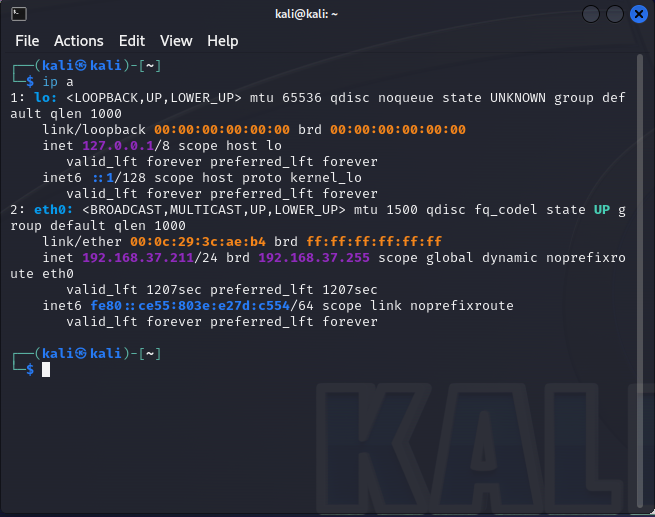 kali@kali: ~
File Actions Edit View Help
┌──(kali㉿kali)-[~]
└─$ ip a
1: lo: <LOOPBACK,UP,LOWER_UP> mtu 65536 qdisc noqueue state UNKNOWN group def
ault qlen 1000
    link/loopback 00:00:00:00:00:00 brd 00:00:00:00:00:00
    inet 127.0.0.1/8 scope host lo
       valid_lft forever preferred_lft forever
    inet6 ::1/128 scope host proto kernel_lo
       valid_lft forever preferred_lft forever
2: eth0: <BROADCAST,MULTICAST,UP,LOWER_UP> mtu 1500 qdisc fq_codel state UP g
roup default qlen 1000
    link/ether 00:0c:29:3c:ae:b4 brd ff:ff:ff:ff:ff:ff
    inet 192.168.37.211/24 brd 192.168.37.255 scope global dynamic noprefixro
ute eth0
       valid_lft 1207sec preferred_lft 1207sec
    inet6 fe80::ce55:803e:e27d:c554/64 scope link noprefixroute
       valid_lft forever preferred_lft forever
┌──(kali㉿kali)-[~]
└─$
KALI